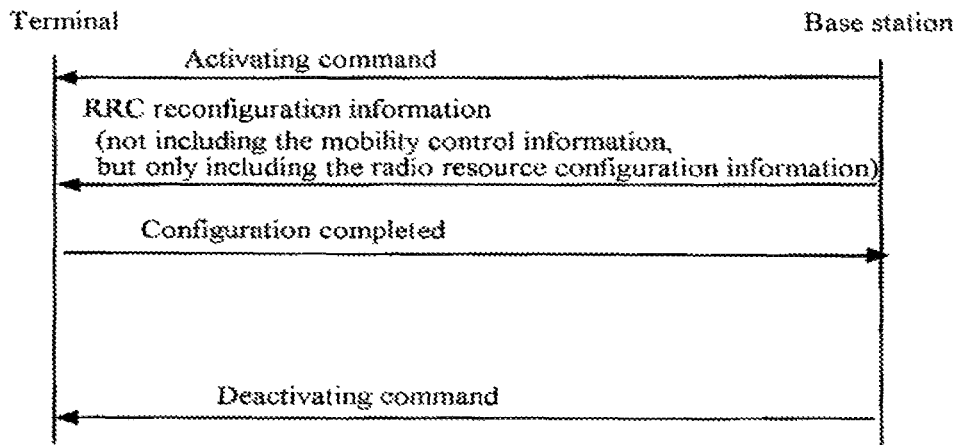 Terminal
Base station
Activating command
RRC reconfiguration information
(not including the mobility control information,
but only including the radio resource configuration information)
Configuration completed
Deactivating command